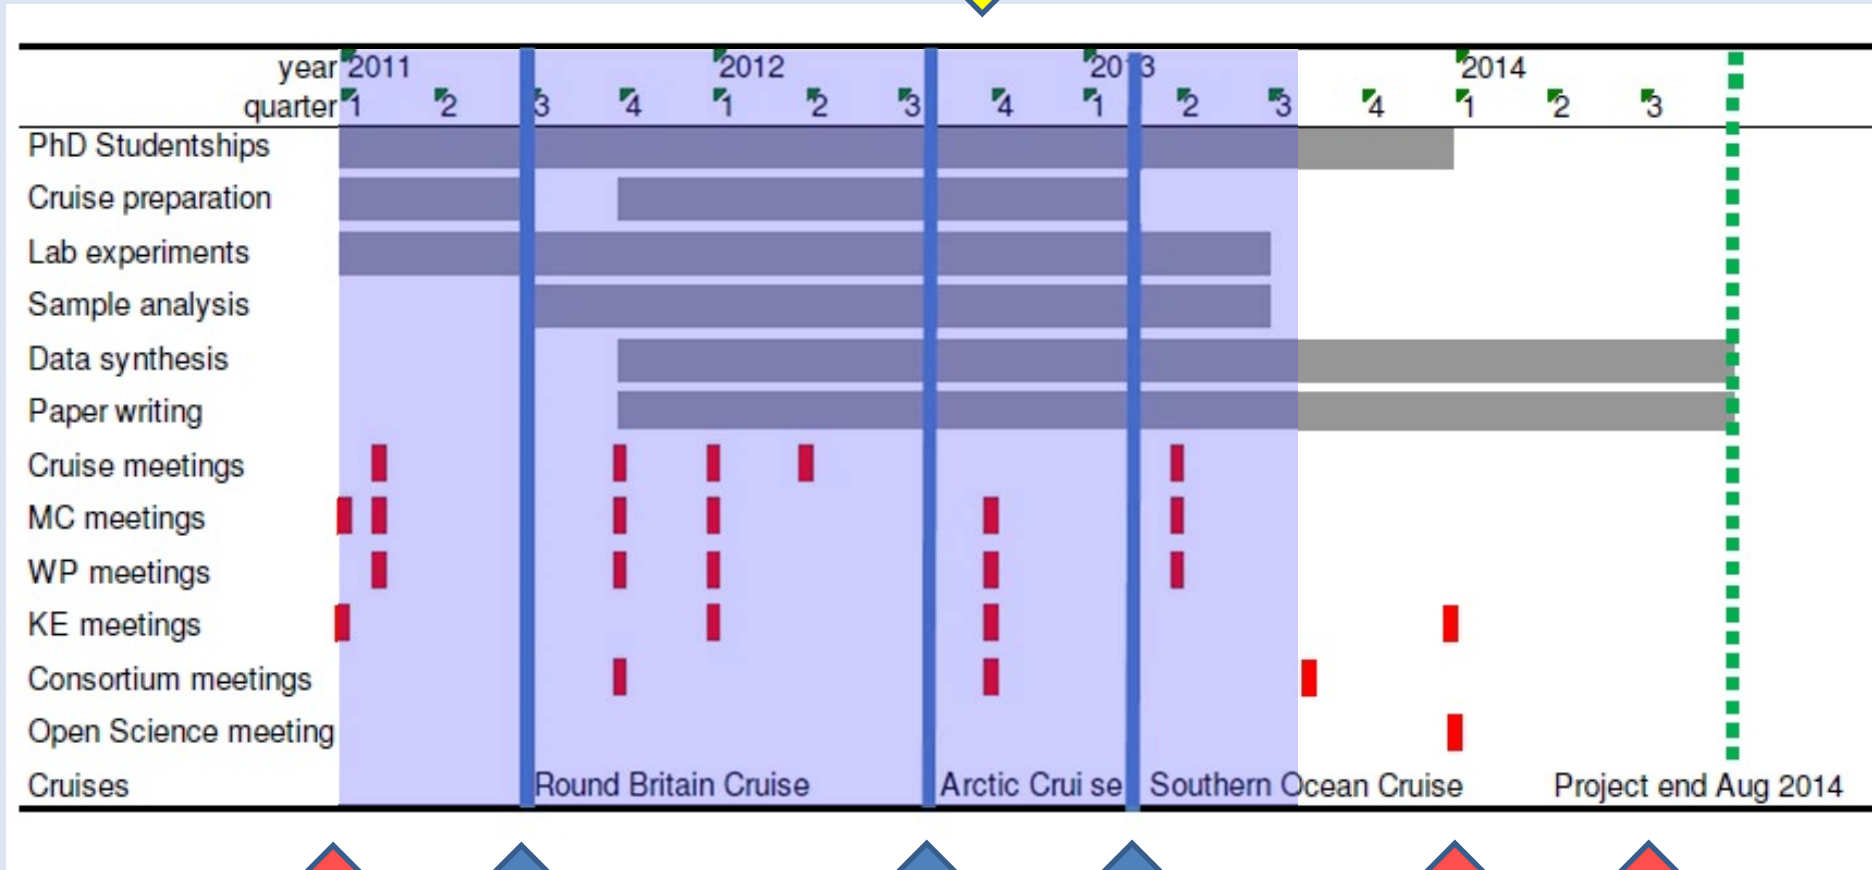 year 2011 2012 2013 2014
quarter 1 2 3 4 1 2 3 4 1 2 3 4 1 2 3
PhD Studentships
Cruise preparation
Lab experiments
Sample analysis
Data synthesis
Paper writing
Cruise meetings
MC meetings
WP meetings
KE meetings
Consortium meetings
Open Science meeting
Cruises Round Britain Cruise Arctic Crui se Southern Ocean Cruise Project end Aug 2014